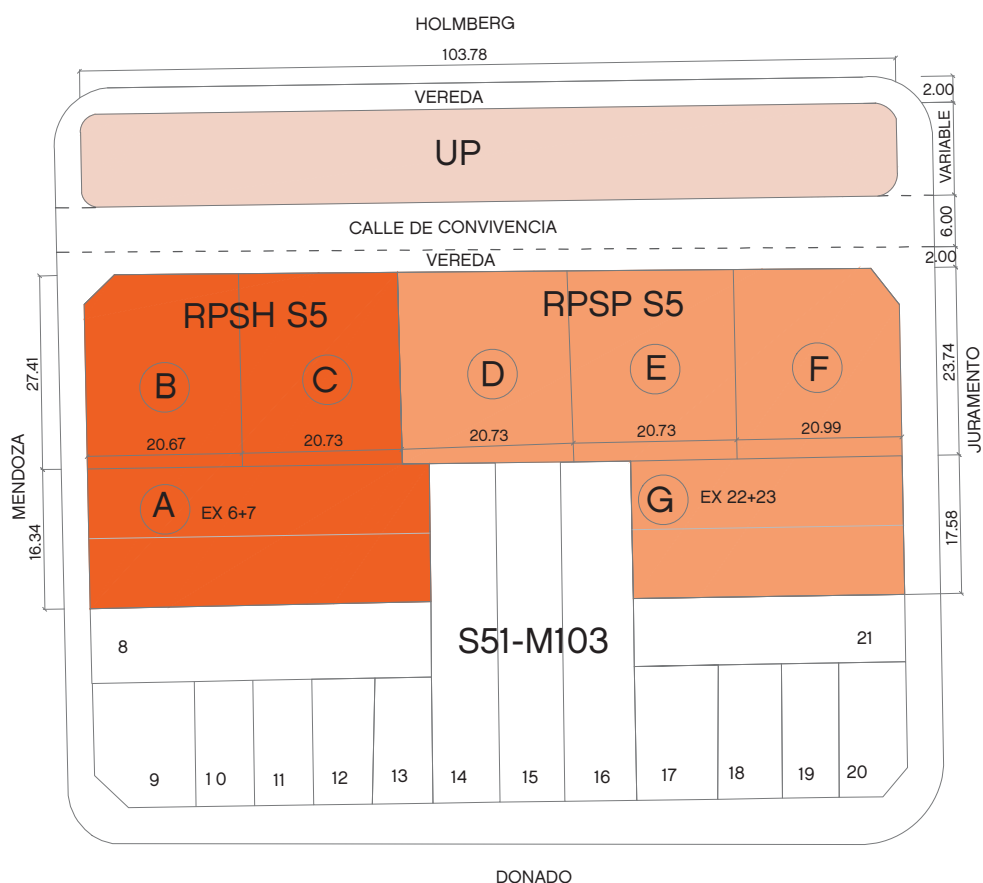 HOLMBERG
103.78
VEREDA
2.00
UP
VARIABLE
CALLE DE CONVIVENCIA
6.00
VEREDA
2.00
RPSH S5
RPSP S5
27.41
B
C
D
E
F
23.74
JURAMENTO
20.67
20.73
20.73
20.73
20.99
MENDOZA
A
EX 6+7
G
EX 22+23
16.34
17.58
8
S51-M103
21
9
10
11
12
13
14
15
16
17
18
19
20
DONADO